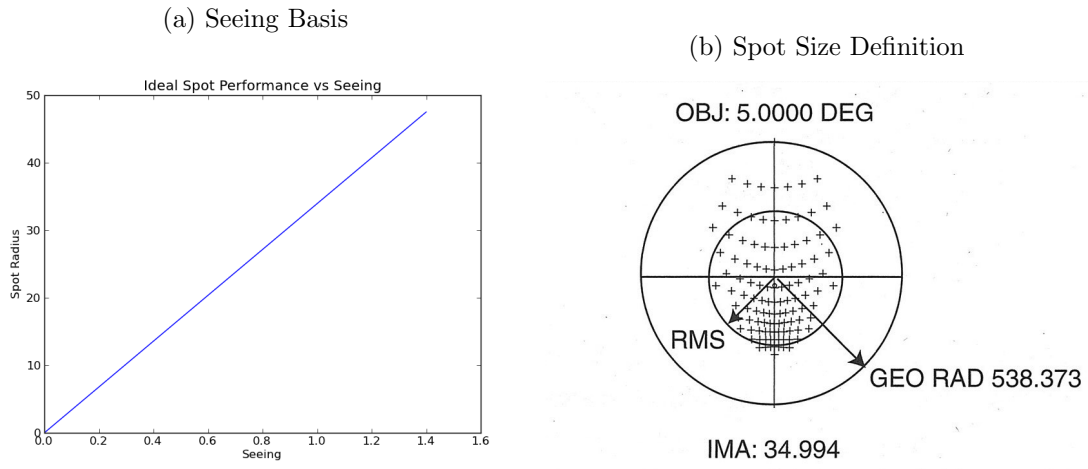 (a) Seeing Basis
Ideal Spot Performance vs Seeing
50
40
30
20
10
0
Spot Radius
0.0 0.2 0.4 0.6 0.8 1.0 1.2 1.4 1.6
Seeing
(b) Spot Size Definition
OBJ: 5.0000 DEG
RMS
GEO RAD 538.373
IMA: 34.994